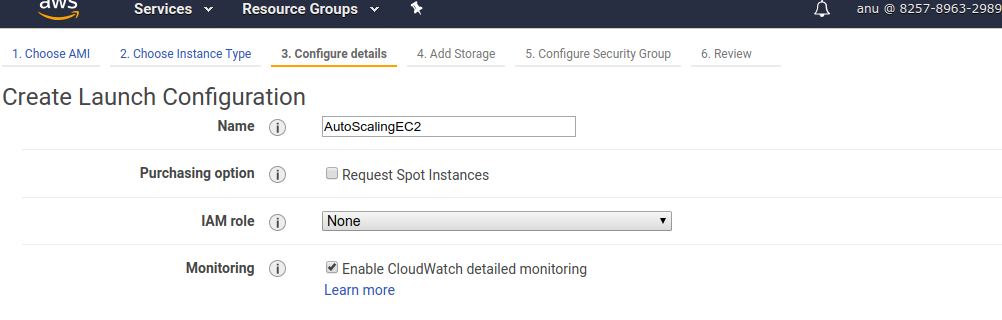 aws Services Resource Groups anu @ 8257-8963-2989
1. Choose AMI 2. Choose Instance Type 3. Configure details 4. Add Storage 5. Configure Security Group 6. Review
Create Launch Configuration
Name i AutoScalingEC2
Purchasing option i Request Spot Instances
IAM role i None
Monitoring i Enable CloudWatch detailed monitoring
Learn more